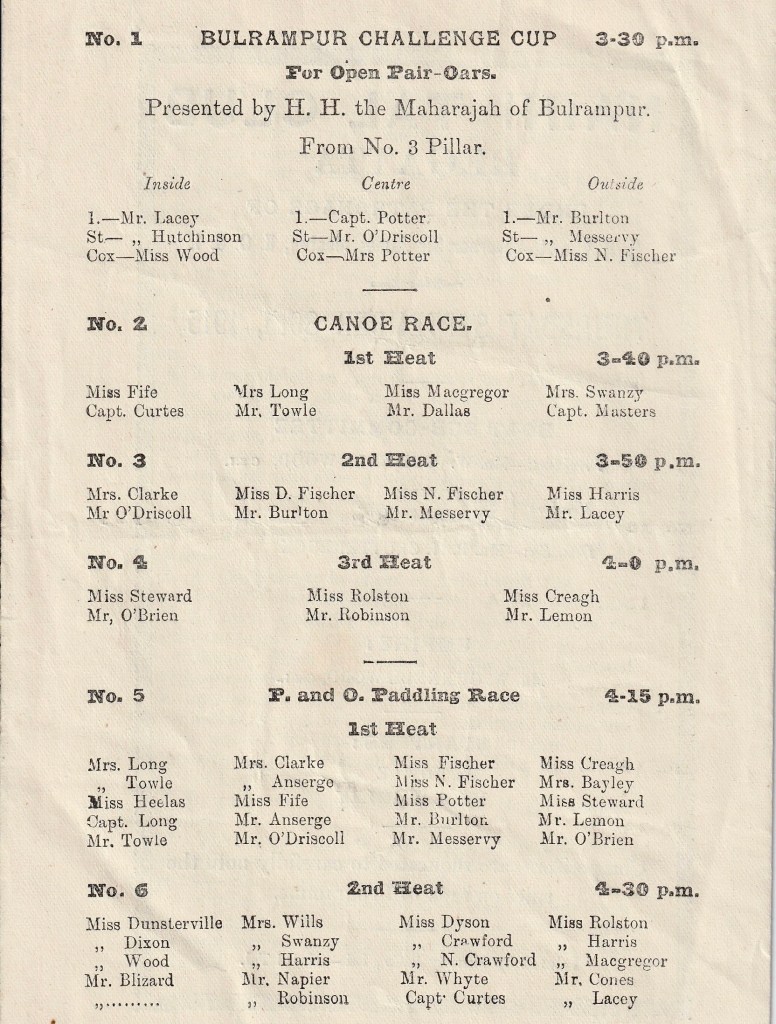 No. 1 BULRAMPUR CHALLENGE CUP 3-30 p.m.
For Open Pair-Oars.
Presented by H. H. the Maharajah of Bulrampur.
From No. 3 Pillar.
Inside Centre Outside
1.—Mr. Lacey 1.—Capt. Potter 1.—Mr. Burlton
St— „ Hutchinson St—Mr. O'Driscoll St— „ Messervy
Cox—Miss Wood Cox—Mrs Potter Cox—Miss N. Fischer
No. 2 CANOE RACE.
1st Heat 3-40 p.m.
Miss Fife Mrs Long Miss Macgregor Mrs. Swanzy
Capt. Curtes Mr. Towle Mr. Dallas Capt. Masters
No. 3 2nd Heat 3-50 p.m.
Mrs. Clarke Miss D. Fischer Miss N. Fischer Miss Harris
Mr O'Driscoll Mr. Burlton Mr. Messervy Mr. Lacey
No. 4 3rd Heat 4-0 p.m.
Miss Steward Miss Rolston Miss Creagh
Mr, O'Brien Mr. Robinson Mr. Lemon
No. 5 P. and O. Paddling Race 4-15 p.m.
1st Heat
Mrs. Long Mrs. Clarke Miss Fischer Miss Creagh
„ Towle „ Anserge Miss N. Fischer Mrs. Bayley
Miss Heelas Miss Fife Miss Potter Miss Steward
Capt. Long Mr. Anserge Mr. Burlton Mr. Lemon
Mr. Towle Mr. O'Driscoll Mr. Messervy Mr. O'Brien
No. 6 2nd Heat 4-30 p.m.
Miss Dunsterville Mrs. Wills Miss Dyson Miss Rolston
„ Dixon „ Swanzy „ Crawford „ Harris
„ Wood „ Harris „ N. Crawford „ Macgregor
Mr. Blizard Mr. Napier Mr. Whyte Mr. Cones
„......... „ Robinson Capt. Curtes „ Lacey